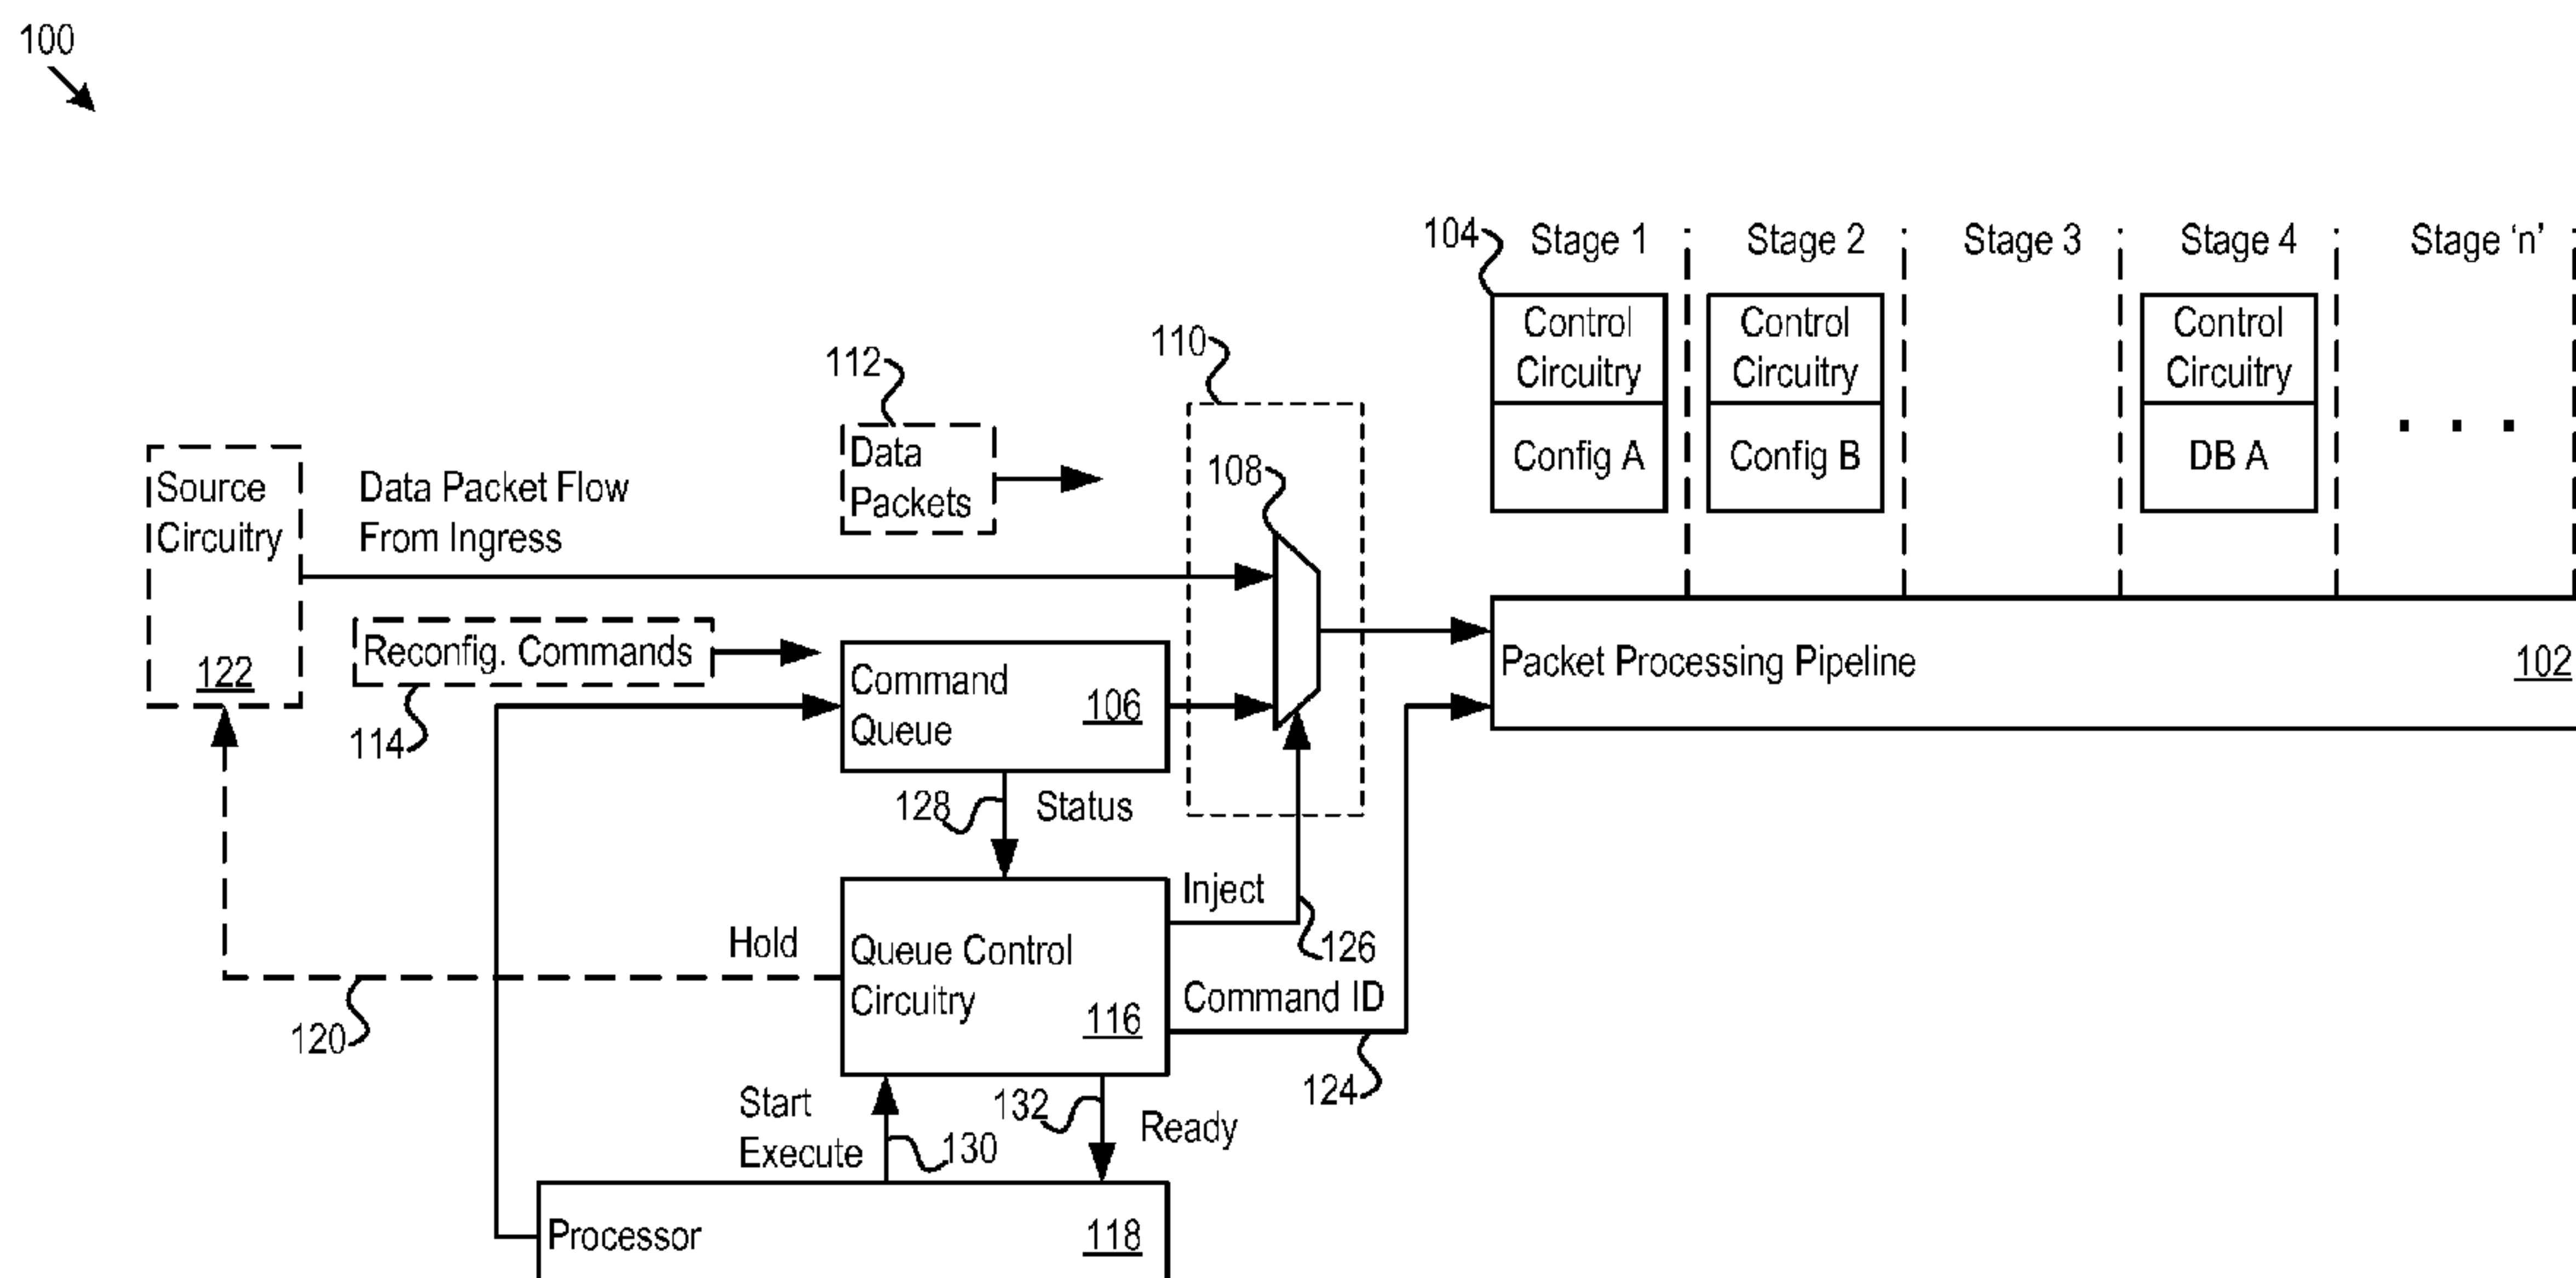 100
104
Stage 1
Stage 2
Stage 3
Stage 4
Stage ‘n’
Control
Circuitry
Config A
Control
Circuitry
Config B
Control
Circuitry
DB A
. . .
112
110
108
Data
Packets
Source
Circuitry
122
Data Packet Flow
From Ingress
Reconfig. Commands
114
Command
Queue
106
Packet Processing Pipeline
102
128
Status
Inject
126
Hold
Queue Control
Circuitry
116
Command ID
120
124
Start
Execute
130
132
Ready
Processor
118